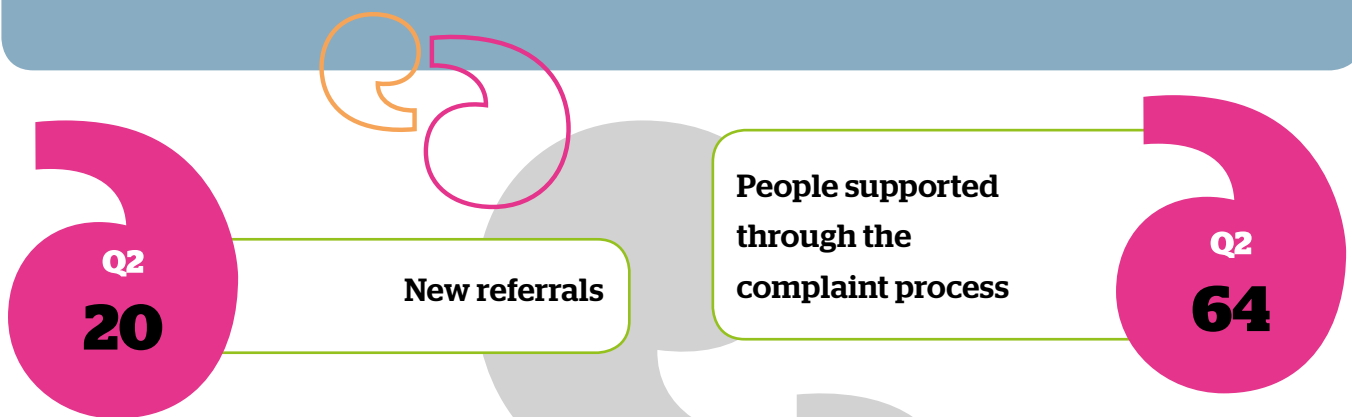 Q2
20
New referrals
People supported
through the
complaint process
Q2
64